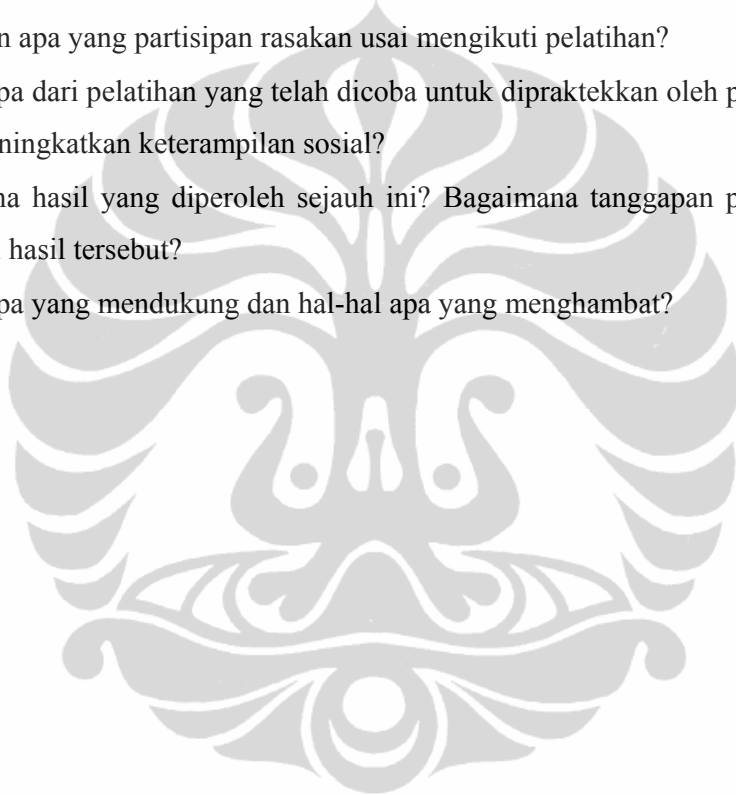 n apa yang partisipan rasakan usai mengikuti pelatihan?
pa dari pelatihan yang telah dicoba untuk dipraktekkan oleh p
ningkatkan keterampilan sosial?
na hasil yang diperoleh sejauh ini? Bagaimana tanggapan p
hasil tersebut?
pa yang mendukung dan hal-hal apa yang menghambat?